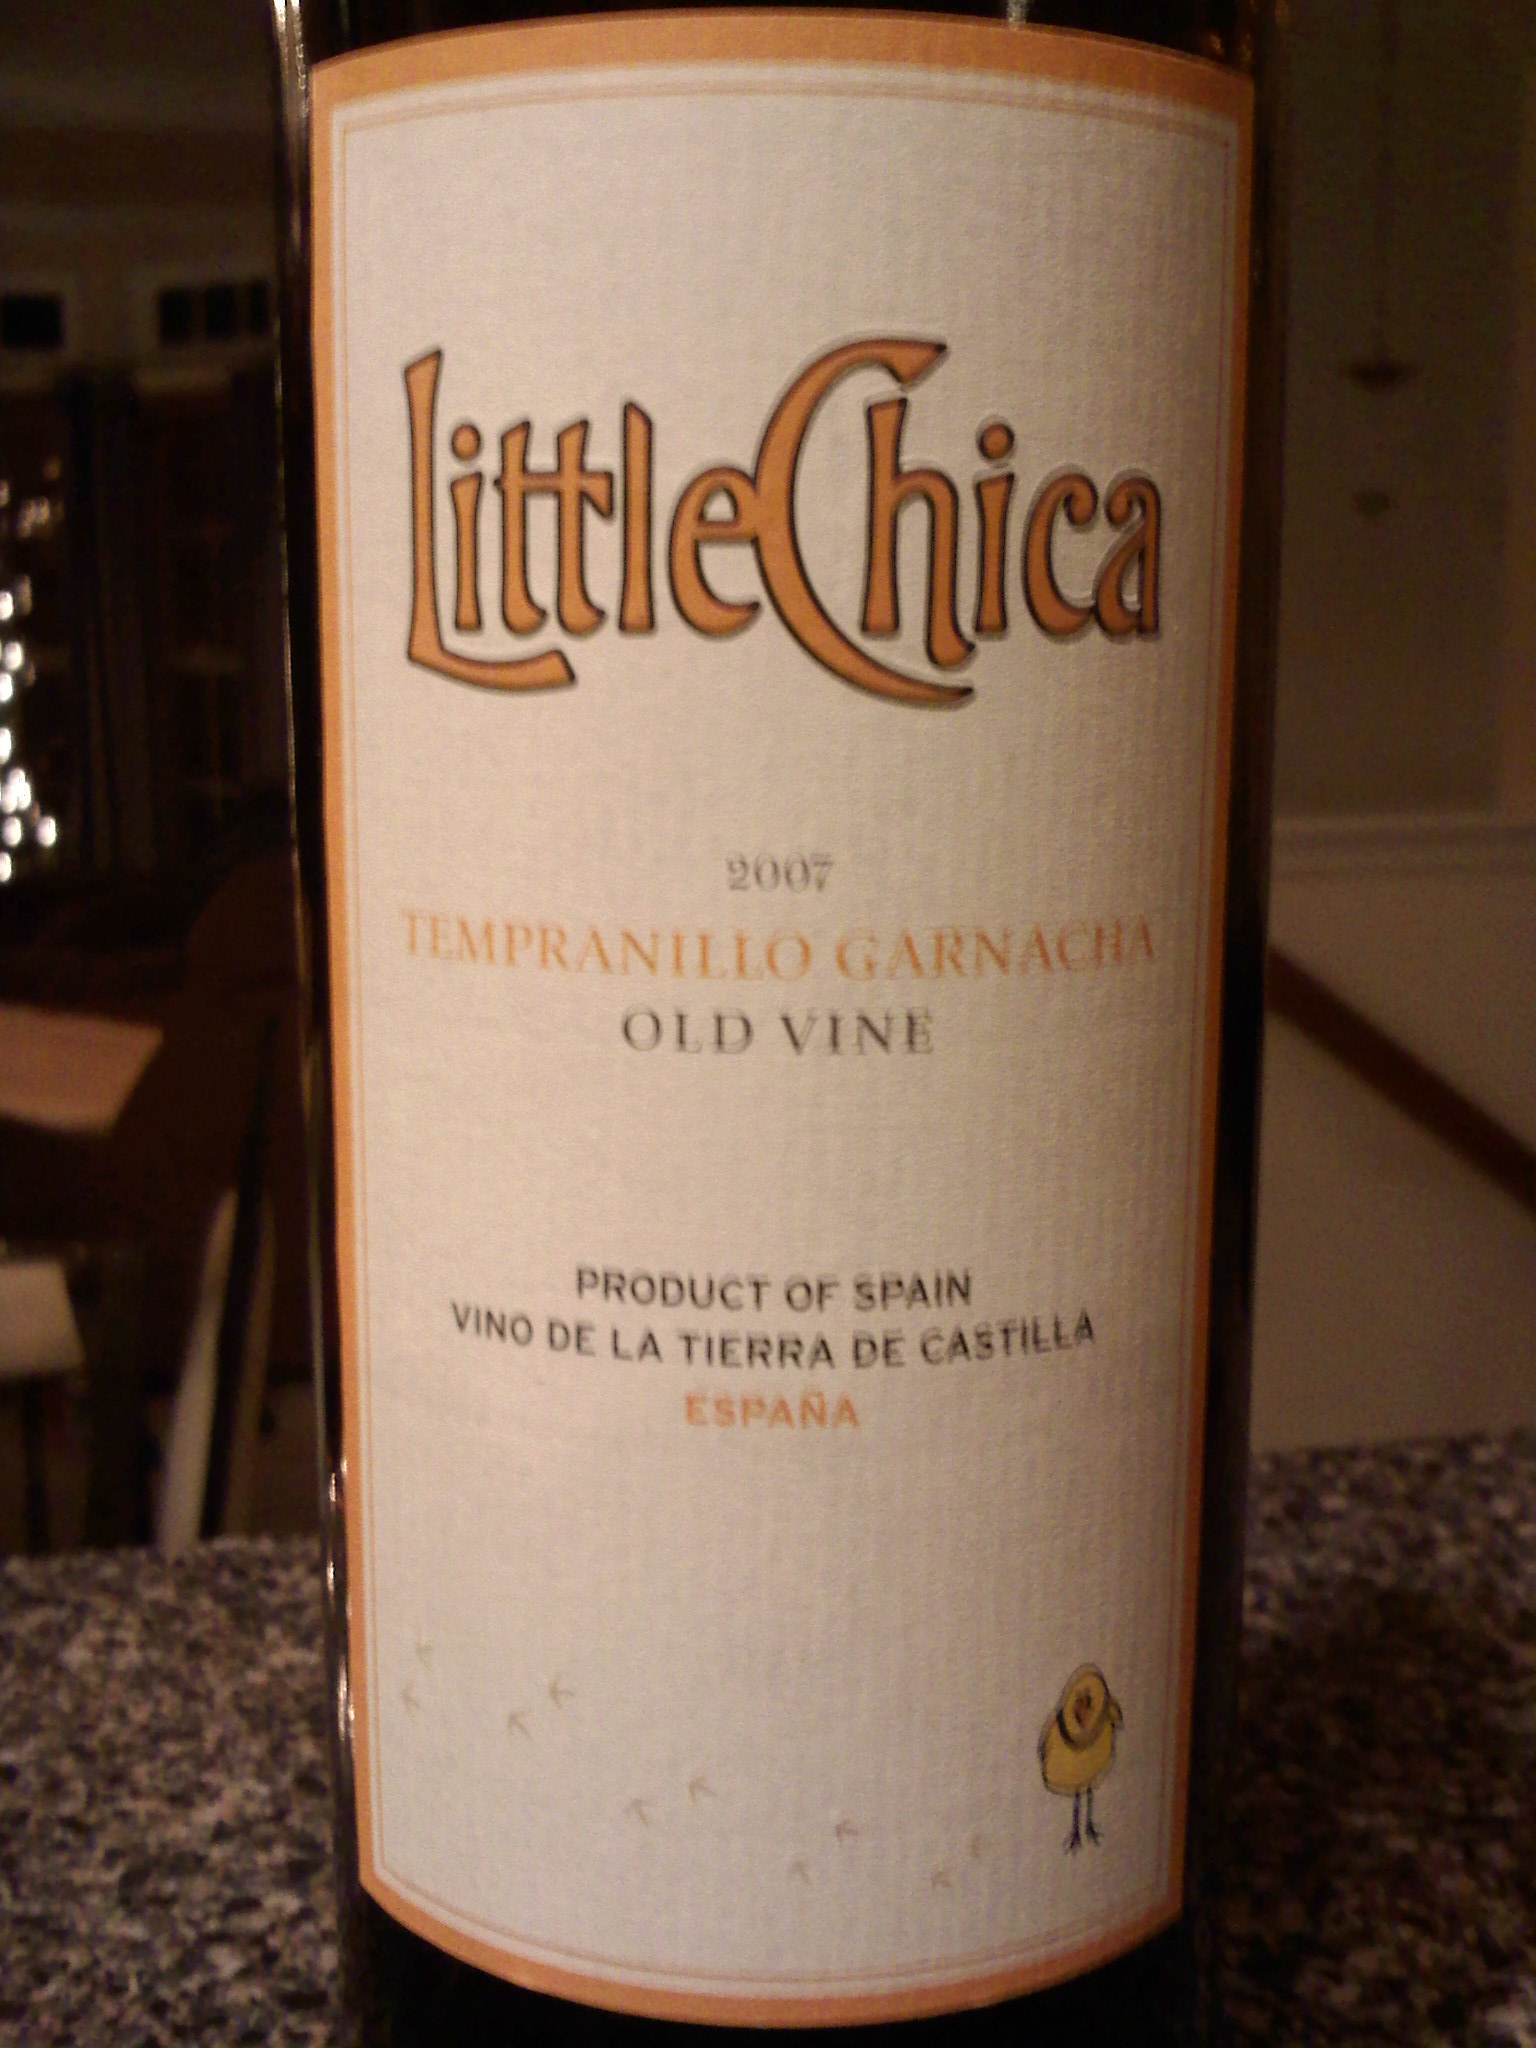 LittleChica
2007
TEMPRANILLO GARNACHA
OLD VINE
PRODUCT OF SPAIN
VINO DE LA TIERRA DE CASTILLA
ESPAÑA